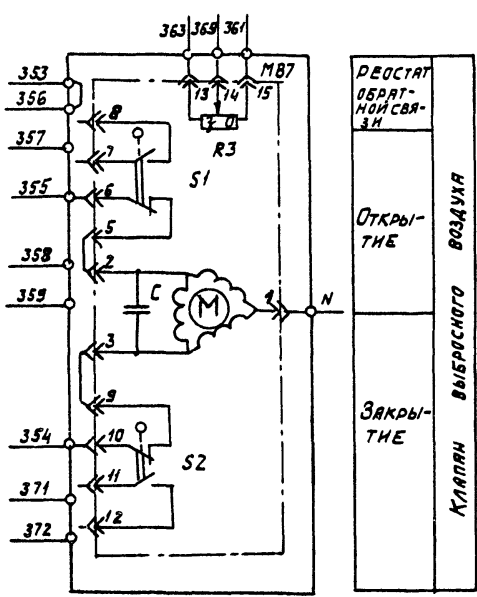 363 369 361
353
356
357
355
358
359
354
371
372
М87
13 14 15
з О
R3
8
7
6
5
2
3
9
10
11
12
S1
C
M
1
N
S2
РЕОСТАТ
ОБРАТ-
НОЙ СВЯ-
ЗИ
ОТКРЫ-
ТИЕ
ЗАКРЫ-
ТИЕ
КЛАПАН ВЫБРОСНОГО ВОЗДУХА